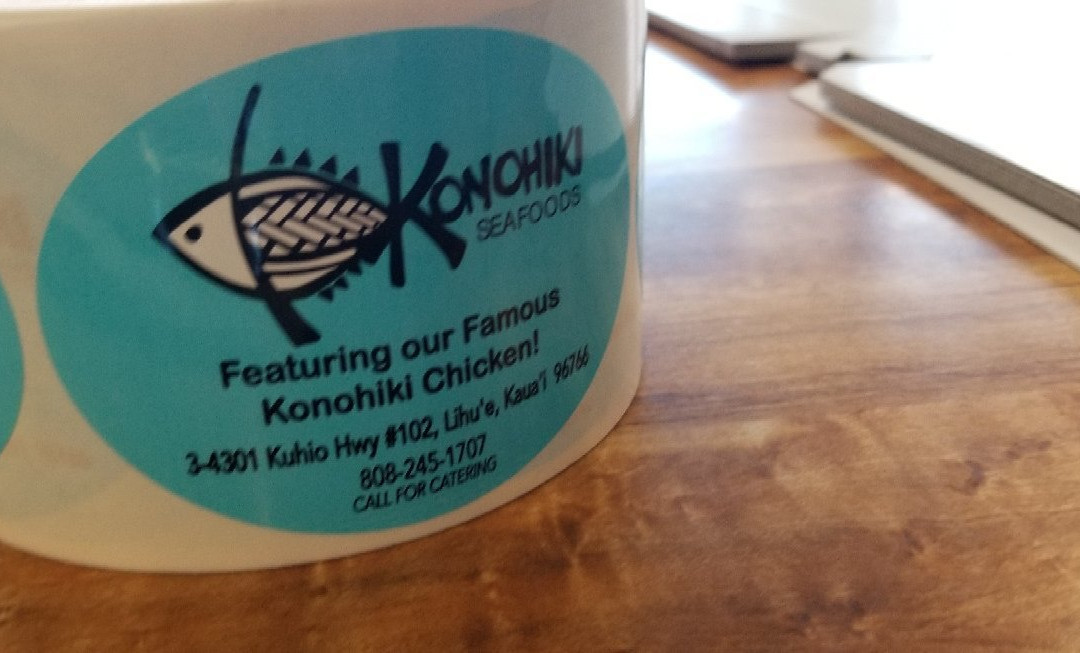 KONOHIKI
SEAFOODS
Featuring our Famous
Konohiki Chicken!
3-4301 Kuhio Hwy #102, Lihu'e, Kaua'i 96766
808-245-1707
CALL FOR CATERING